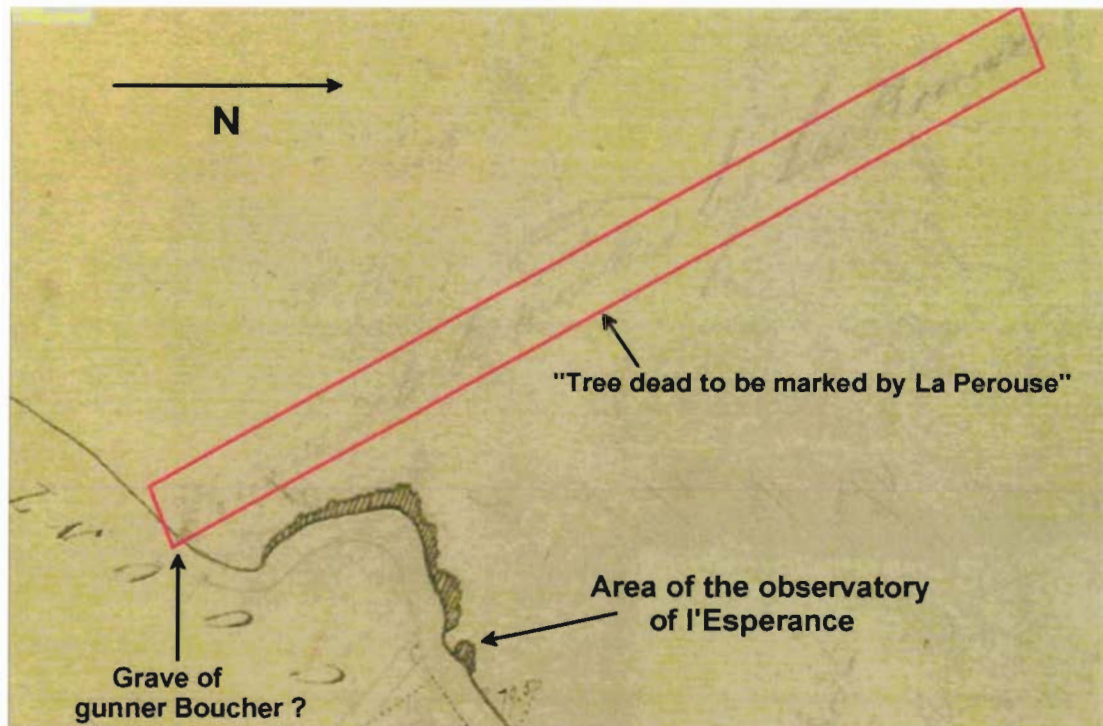 N
"Tree dead to be marked by La Perouse"
Area of the observatory
of l'Esperance
Grave of
gunner Boucher ?